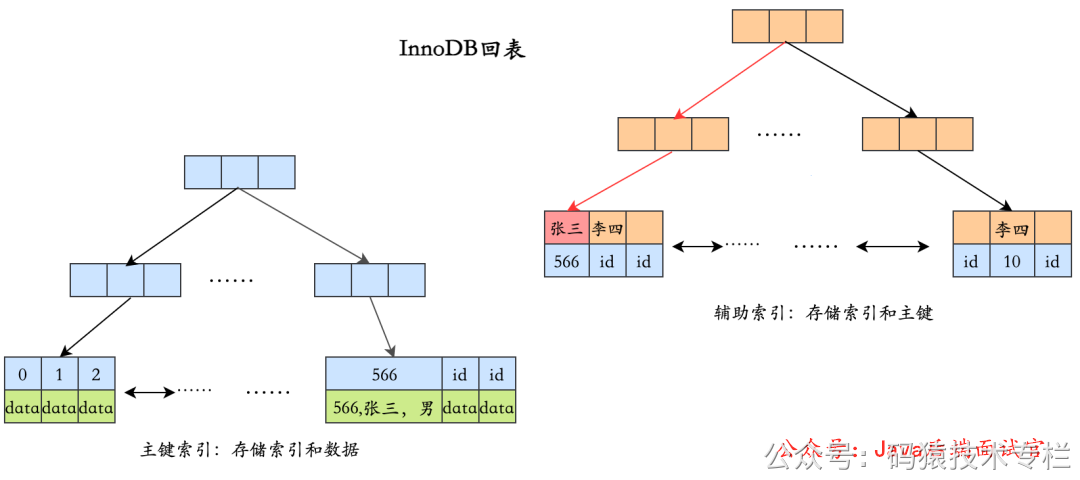 InnoDB回表
张三 李四
566 id id
······ ······
李四
id 10 id
辅助索引：存储索引和主键
······
······
0 1 2
data data data
······ ······
566 id id
566,张三，男 data data
主键索引：存储索引和数据
公众号：Java后端面试官
公众号：码猿技术专栏